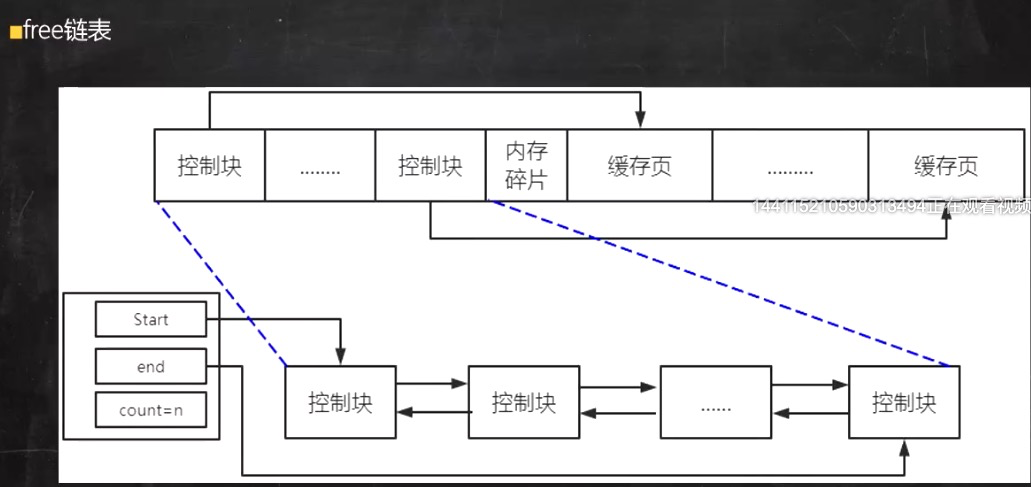 free链表
控制块
........
控制块
内存
碎片
缓存页
.........
缓存页
144115210590318494正在观看视频
Start
end
count=n
控制块
控制块
......
控制块